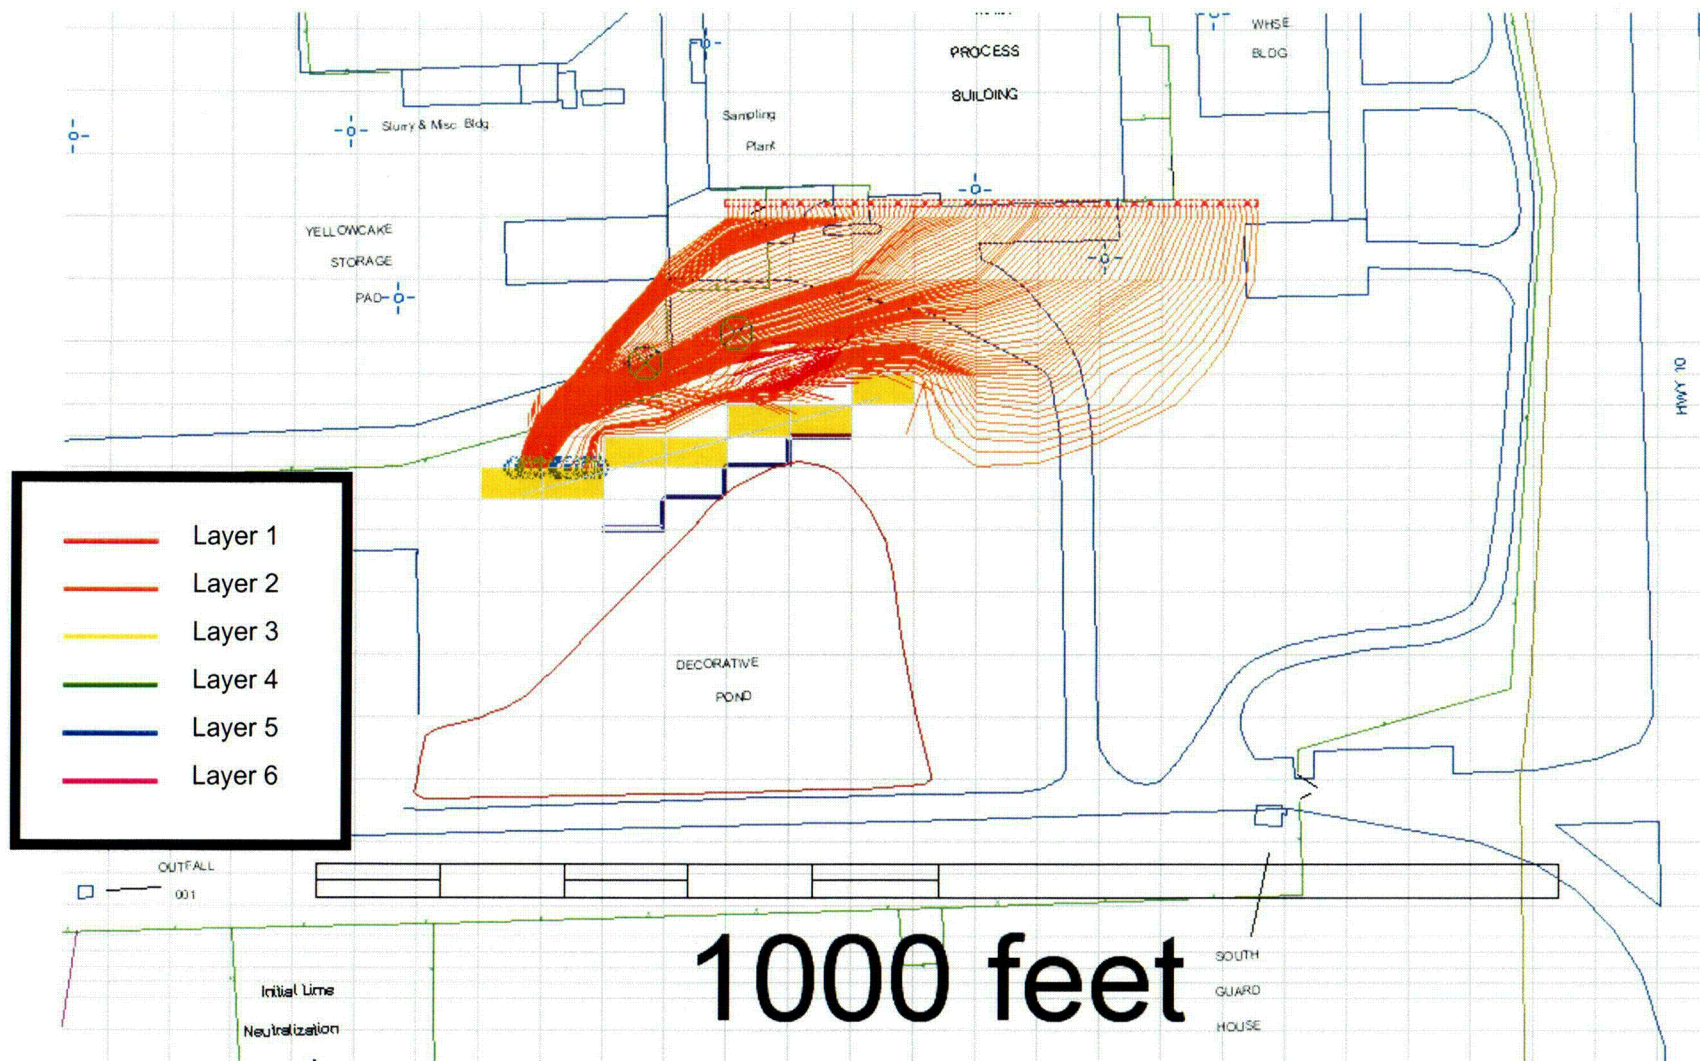 PROCESS
BUILDING
WHSE
BLDG
Slurry & Misc Bldg
Sampling
Plant
YELLOWCAKE
STORAGE
PAD
HWY 10
Layer 1
Layer 2
Layer 3
Layer 4
Layer 5
Layer 6
DECORATIVE
POND
OUTFALL
001
1000 feet
SOUTH
GUARD
HOUSE
Initial Lime
Neutralization